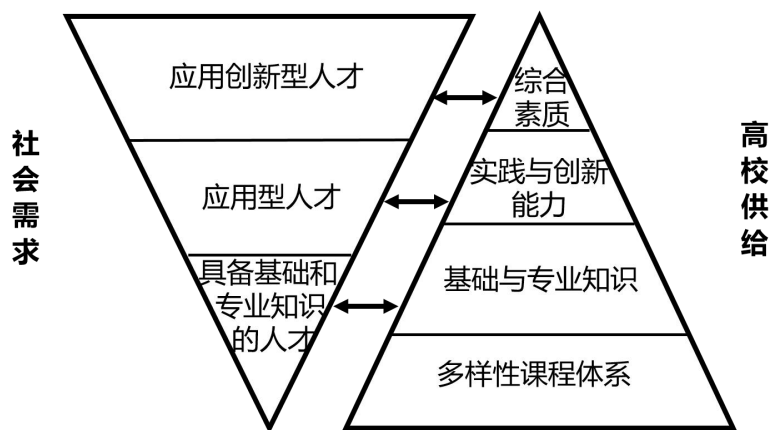 社会需求
应用创新型人才
应用型人才
具备基础和
专业知识
的人才
综合
素质
实践与创新
能力
基础与专业知识
多样性课程体系
高校供给